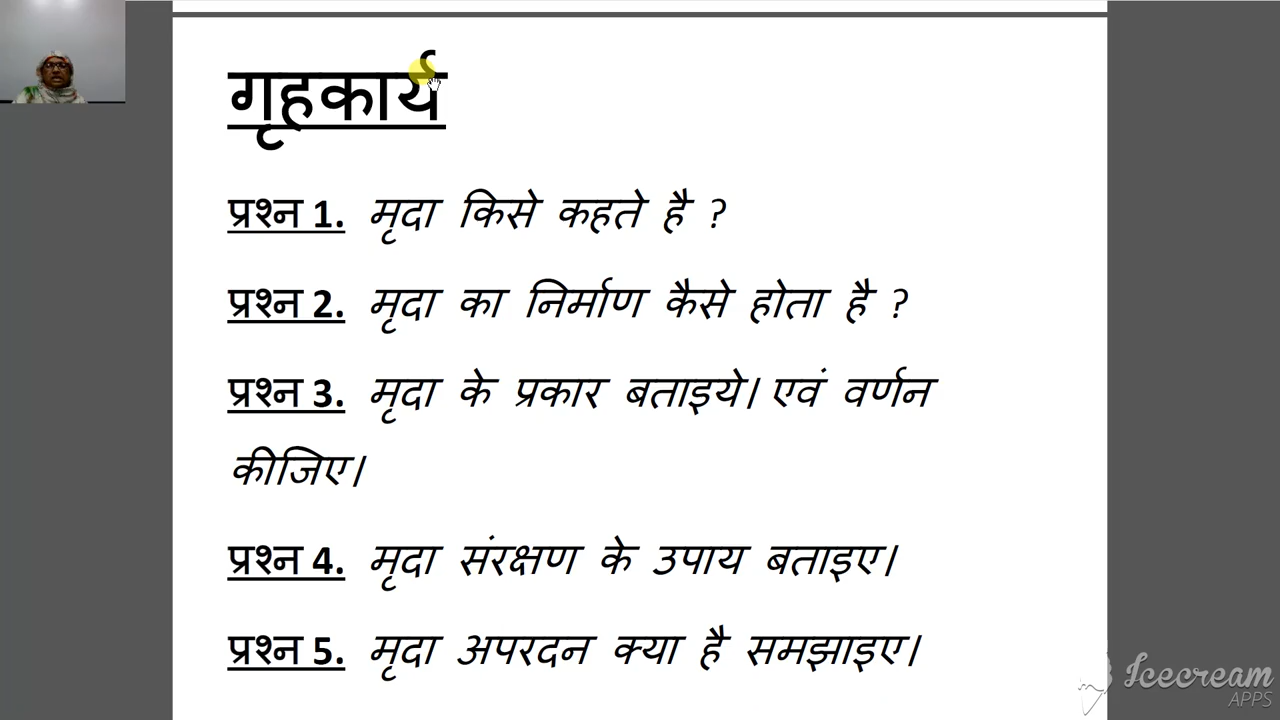 गृहकार्य
प्रश्न 1. मृदा किसे कहते है ?
प्रश्न 2. मृदा का निर्माण कैसे होता है ?
प्रश्न 3. मृदा के प्रकार बताइये। एवं वर्णन
कीजिए।
प्रश्न 4. मृदा संरक्षण के उपाय बताइए।
प्रश्न 5. मृदा अपरदन क्या है समझाइए।
Icecream
APPS